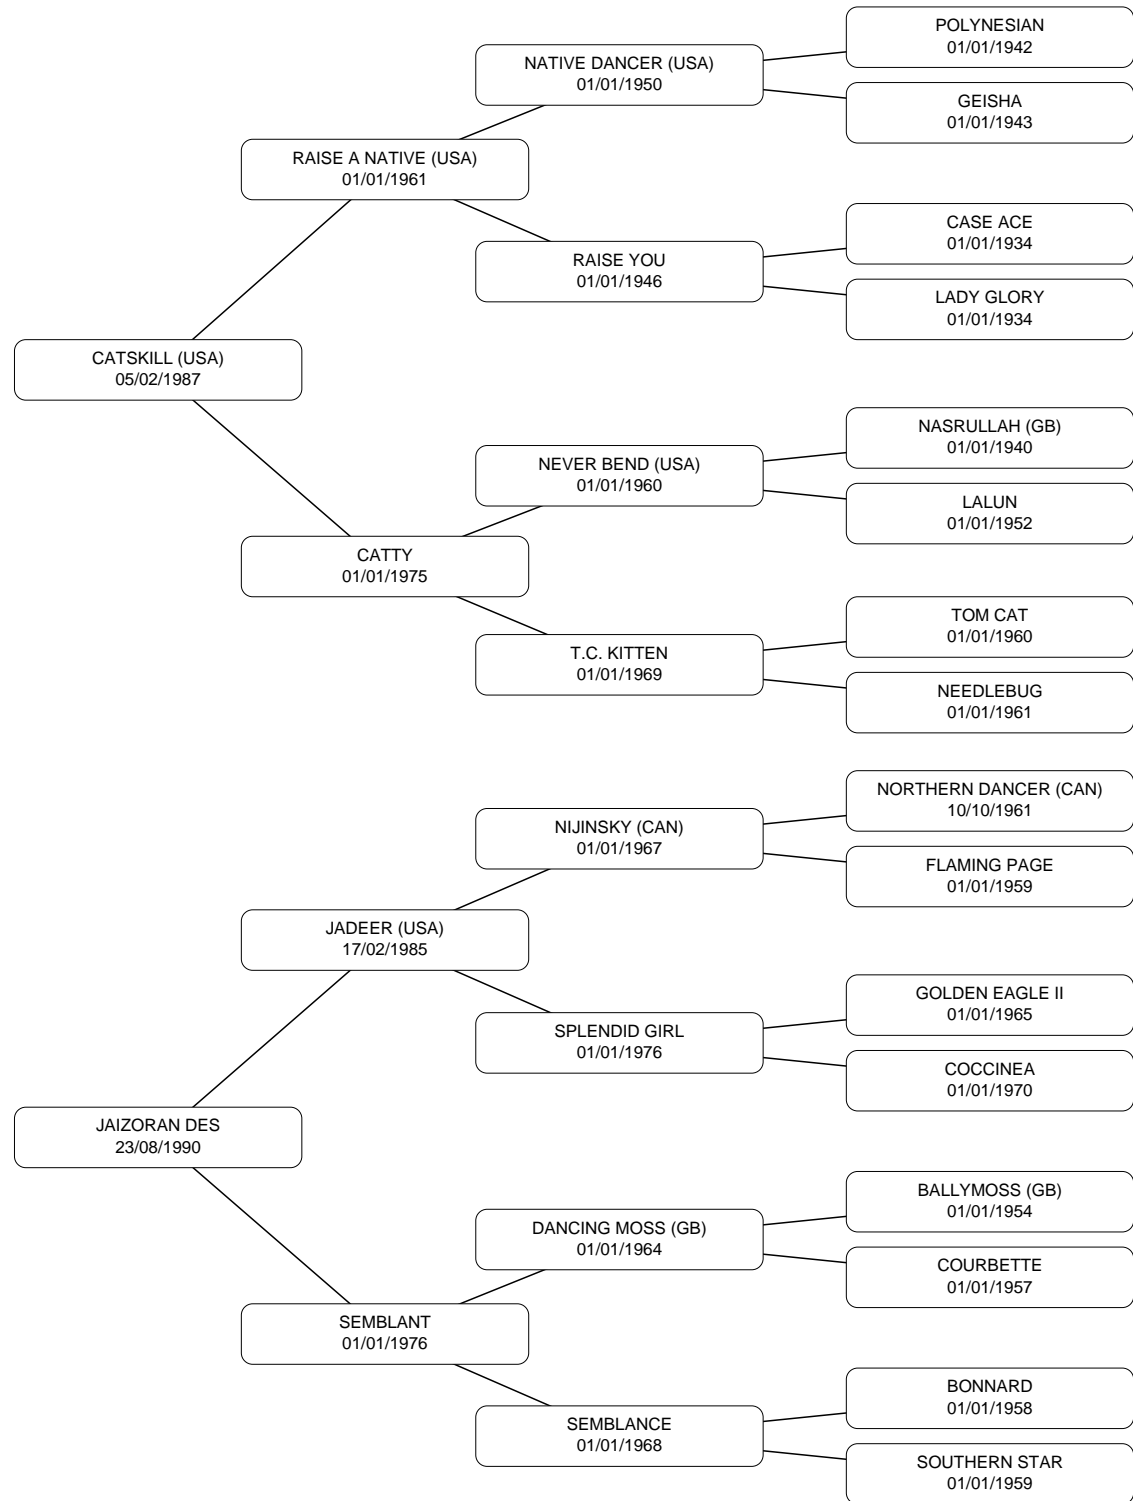 POLYNESIAN
01/01/1942
NATIVE DANCER (USA)
01/01/1950
GEISHA
01/01/1943
RAISE A NATIVE (USA)
01/01/1961
CASE ACE
01/01/1934
RAISE YOU
01/01/1946
LADY GLORY
01/01/1934
CATSKILL (USA)
05/02/1987
NASRULLAH (GB)
01/01/1940
NEVER BEND (USA)
01/01/1960
LALUN
01/01/1952
CATTY
01/01/1975
TOM CAT
01/01/1960
T.C. KITTEN
01/01/1969
NEEDLEBUG
01/01/1961
NORTHERN DANCER (CAN)
10/10/1961
NIJINSKY (CAN)
01/01/1967
FLAMING PAGE
01/01/1959
JADEER (USA)
17/02/1985
GOLDEN EAGLE II
01/01/1965
SPLENDID GIRL
01/01/1976
COCCINEA
01/01/1970
JAIZORAN DES
23/08/1990
BALLYMOSS (GB)
01/01/1954
DANCING MOSS (GB)
01/01/1964
COURBETTE
01/01/1957
SEMBLANT
01/01/1976
BONNARD
01/01/1958
SEMBLANCE
01/01/1968
SOUTHERN STAR
01/01/1959